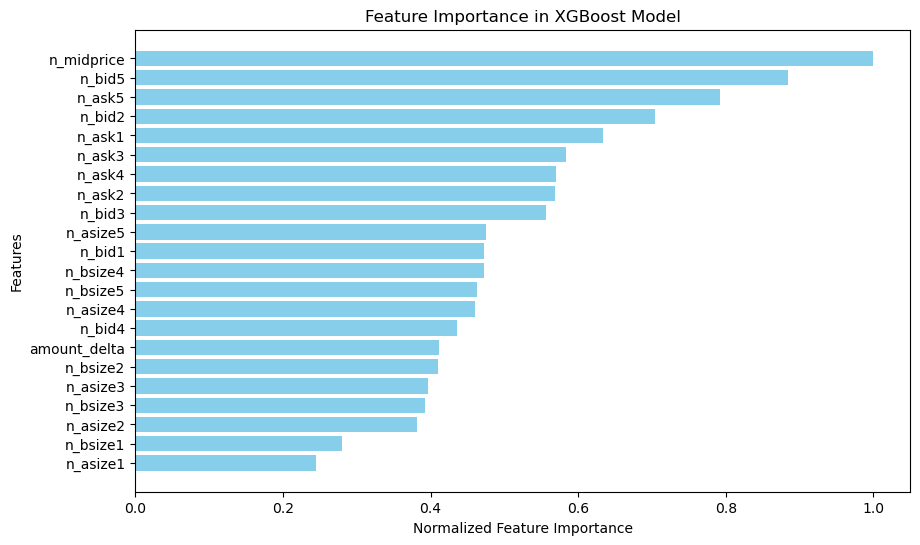 Feature Importance in XGBoost Model
n_midprice
n_bid5
n_ask5
n_bid2
n_ask1
n_ask3
n_ask4
n_ask2
n_bid3
n_asize5
n_bid1
n_bsize4
n_bsize5
n_asize4
n_bid4
amount_delta
n_bsize2
n_asize3
n_bsize3
n_asize2
n_bsize1
n_asize1
Features
0.0 0.2 0.4 0.6 0.8 1.0
Normalized Feature Importance